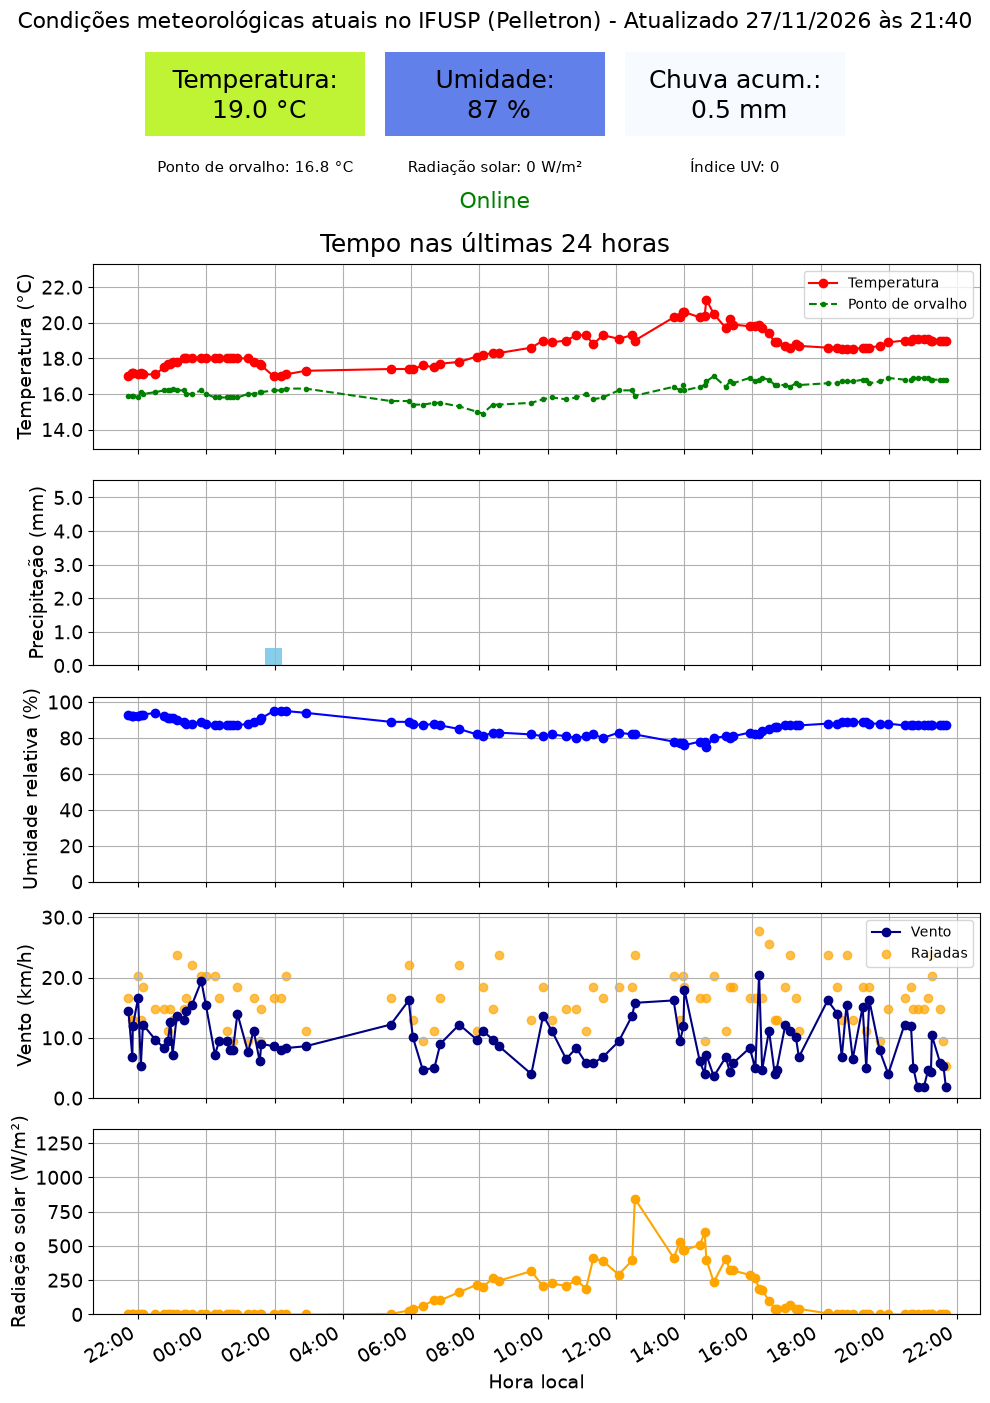 Condições meteorológicas atuais no IFUSP (Pelletron) - Atualizado 27/11/2026 às 21:40
Temperatura:
19.0 °C
Umidade:
87 %
Chuva acum.:
0.5 mm
Ponto de orvalho: 16.8 °C
Radiação solar: 0 W/m²
Índice UV: 0
Online
Tempo nas últimas 24 horas
Temperatura (°C)
22.0
20.0
18.0
16.0
14.0
Temperatura
Ponto de orvalho
Precipitação (mm)
5.0
4.0
3.0
2.0
1.0
0.0
Umidade relativa (%)
100
80
60
40
20
0
Vento (km/h)
30.0
20.0
10.0
0.0
Vento
Rajadas
Radiação solar (W/m²)
1250
1000
750
500
250
0
22:00
00:00
02:00
04:00
06:00
08:00
10:00
12:00
14:00
16:00
18:00
20:00
22:00
Hora local